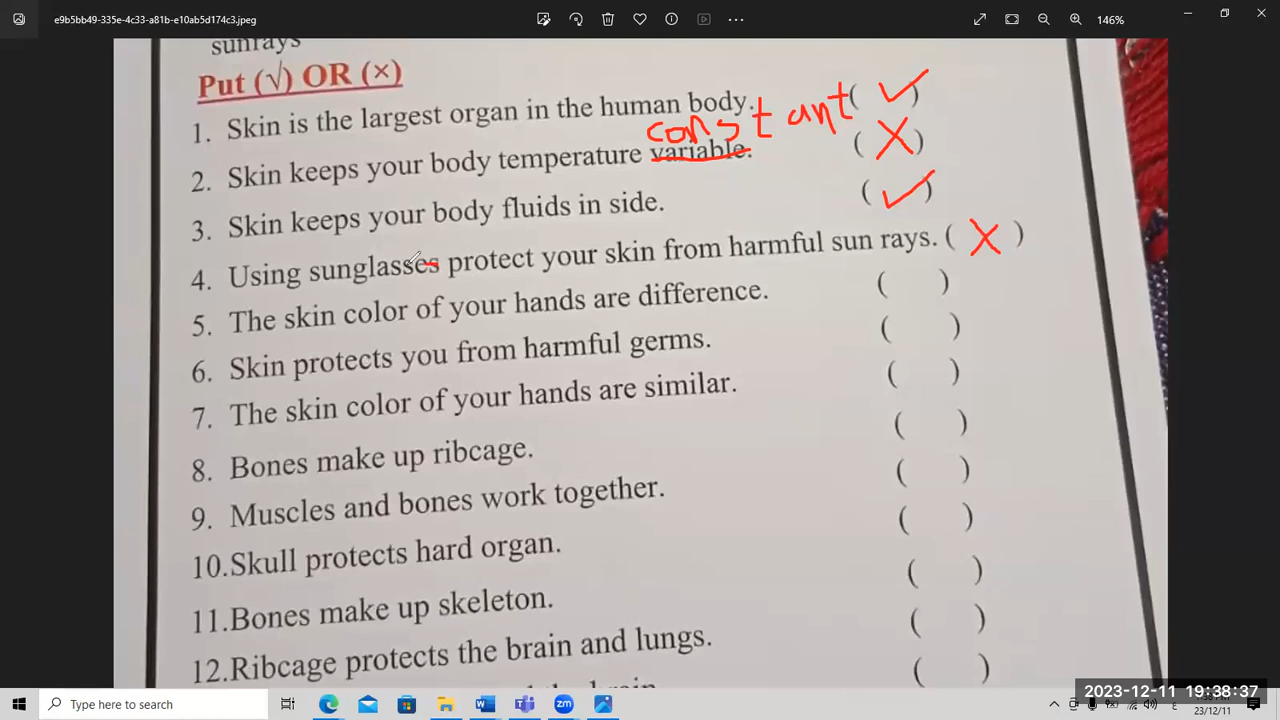 e9b5bb49-335e-4c33-a81b-e10ab5d174c3.jpeg
146%
sunrays
Put (√) OR (×)
1. Skin is the largest organ in the human body. ( ✓ )
constant
2. Skin keeps your body temperature variable. ( X )
3. Skin keeps your body fluids in side. ( ✓ )
4. Using sunglasses protect your skin from harmful sun rays. ( X )
5. The skin color of your hands are difference. ( )
6. Skin protects you from harmful germs. ( )
7. The skin color of your hands are similar. ( )
8. Bones make up ribcage. ( )
9. Muscles and bones work together. ( )
10.Skull protects hard organ. ( )
11.Bones make up skeleton. ( )
12.Ribcage protects the brain and lungs. ( )
Type here to search
2023-12-11 19:38:37
23/12/11